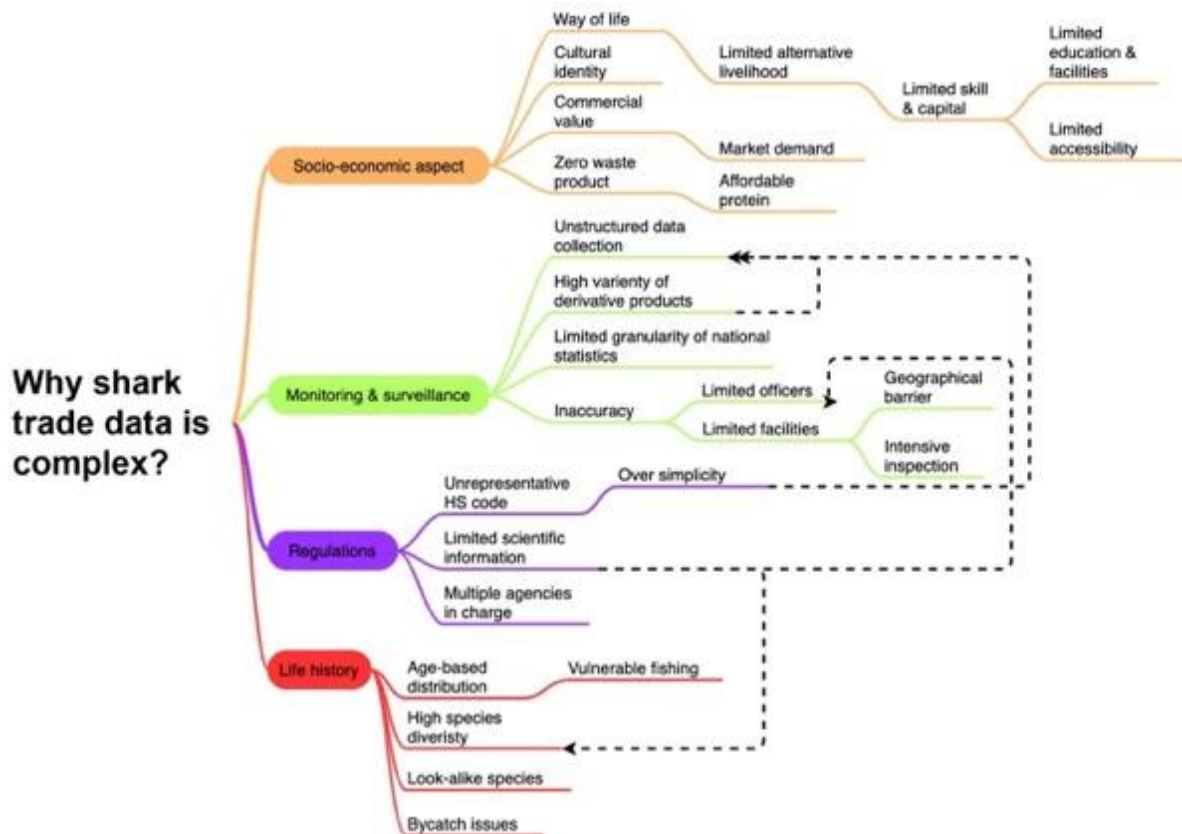 Why shark
trade data is
complex?
Socio-economic aspect
Way of life
Limited alternative
livelihood
Limited skill
& capital
Limited
education &
facilities
Limited
accessibility
Cultural
identity
Commercial
value
Market demand
Zero waste
product
Affordable
protein
Monitoring & surveillance
Unstructured data
collection
High varienty of
derivative products
Limited granularity of national
statistics
Inaccuracy
Limited officers
Limited facilities
Geographical
barrier
Intensive
inspection
Regulations
Unrepresentative
HS code
Over simplicity
Limited scientific
information
Multiple agencies
in charge
Life history
Age-based
distribution
Vulnerable fishing
High species
diveristy
Look-alike species
Bycatch issues